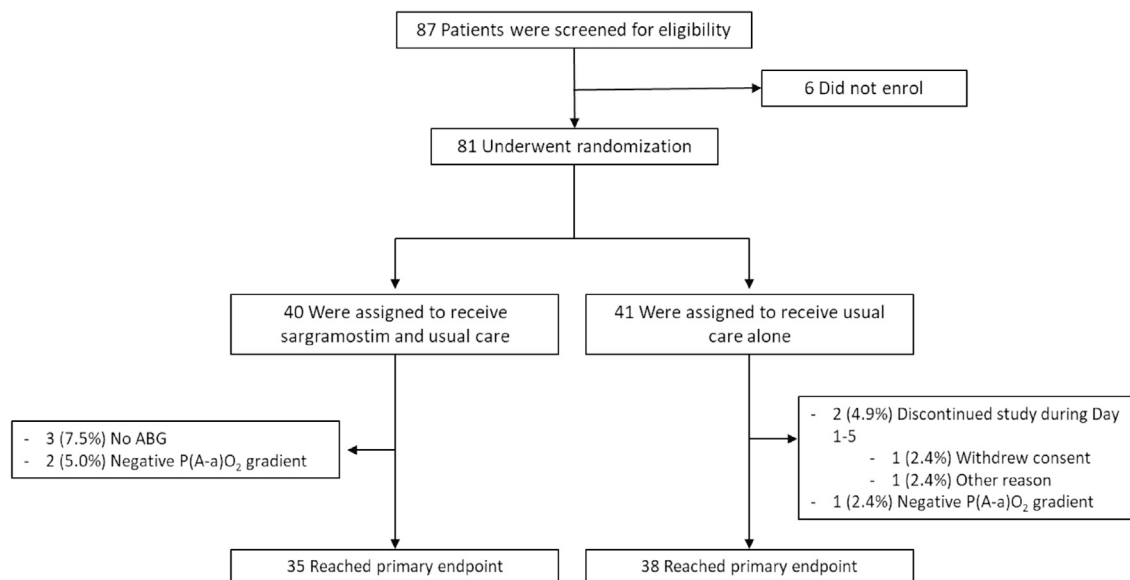 87 Patients were screened for eligibility
6 Did not enrol
81 Underwent randomization
40 Were assigned to receive
sargramostim and usual care
41 Were assigned to receive usual
care alone
- 3 (7.5%) No ABG
- 2 (5.0%) Negative P(A-a)O₂ gradient
- 2 (4.9%) Discontinued study during Day
1-5
- 1 (2.4%) Withdrew consent
- 1 (2.4%) Other reason
- 1 (2.4%) Negative P(A-a)O₂ gradient
35 Reached primary endpoint
38 Reached primary endpoint